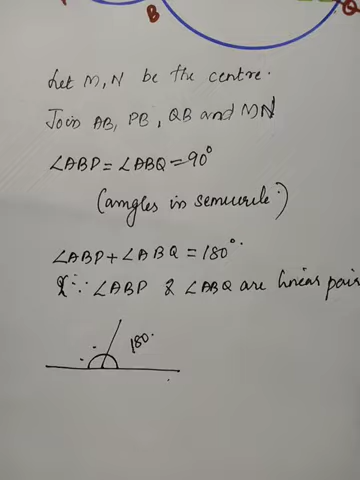 B
Q
Let M, N be the centre.
Join AB, PB, QB and MN
∠ABP = ∠ABQ = 90°
(angles in semicircle.)
∠ABP + ∠ABQ = 180°.
∵ ∠ABP & ∠ABQ are linear pair
180.